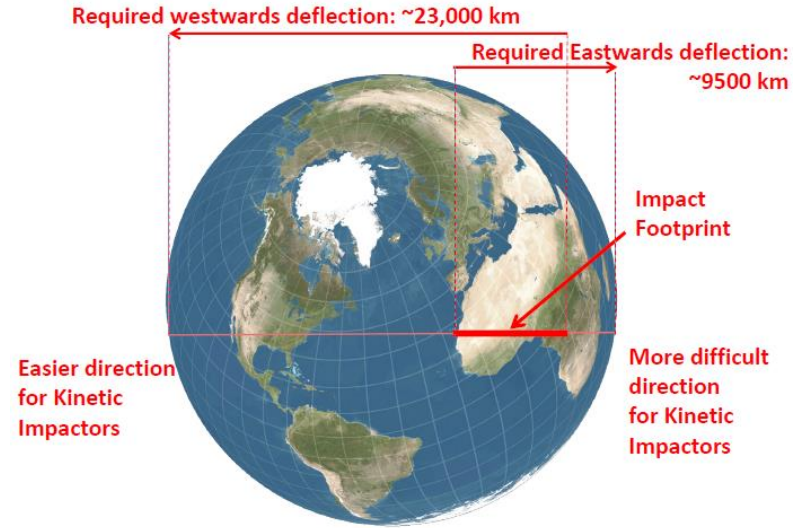 Required westwards deflection: ~23,000 km
Required Eastwards deflection:
~9500 km
Impact
Footprint
Easier direction
for Kinetic
Impactors
More difficult
direction
for Kinetic
Impactors